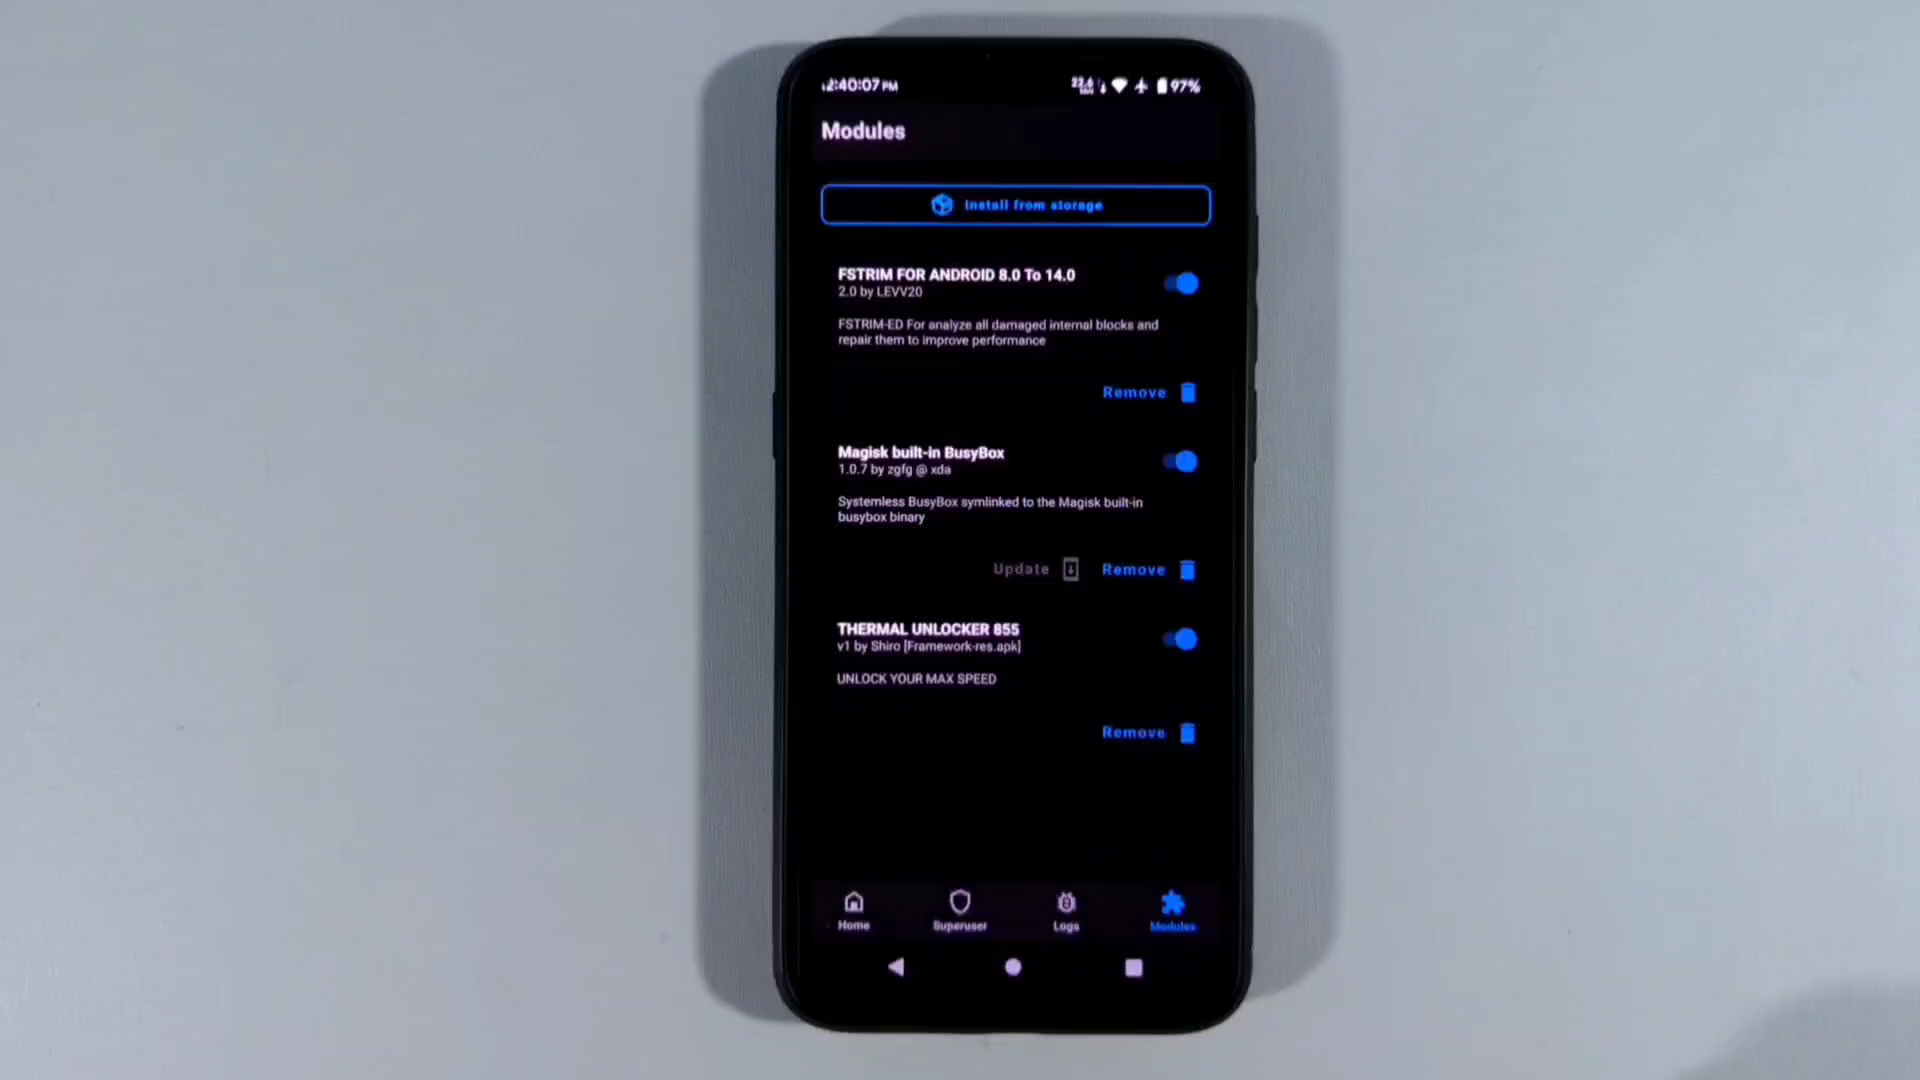 2:40:07 PM 22.6 97%
Modules
Install from storage
FSTRIM FOR ANDROID 8.0 To 14.0
2.0 by LEVV20
FSTRIM-ED For analyze all damaged internal blocks and
repair them to improve performance
Remove
Magisk built-in BusyBox
1.0.7 by zgfg @ xda
Systemless BusyBox symlinked to the Magisk built-in
busybox binary
Update Remove
THERMAL UNLOCKER 855
v1 by Shiro [Framework-res.apk]
UNLOCK YOUR MAX SPEED
Remove
Home Superuser Logs Modules